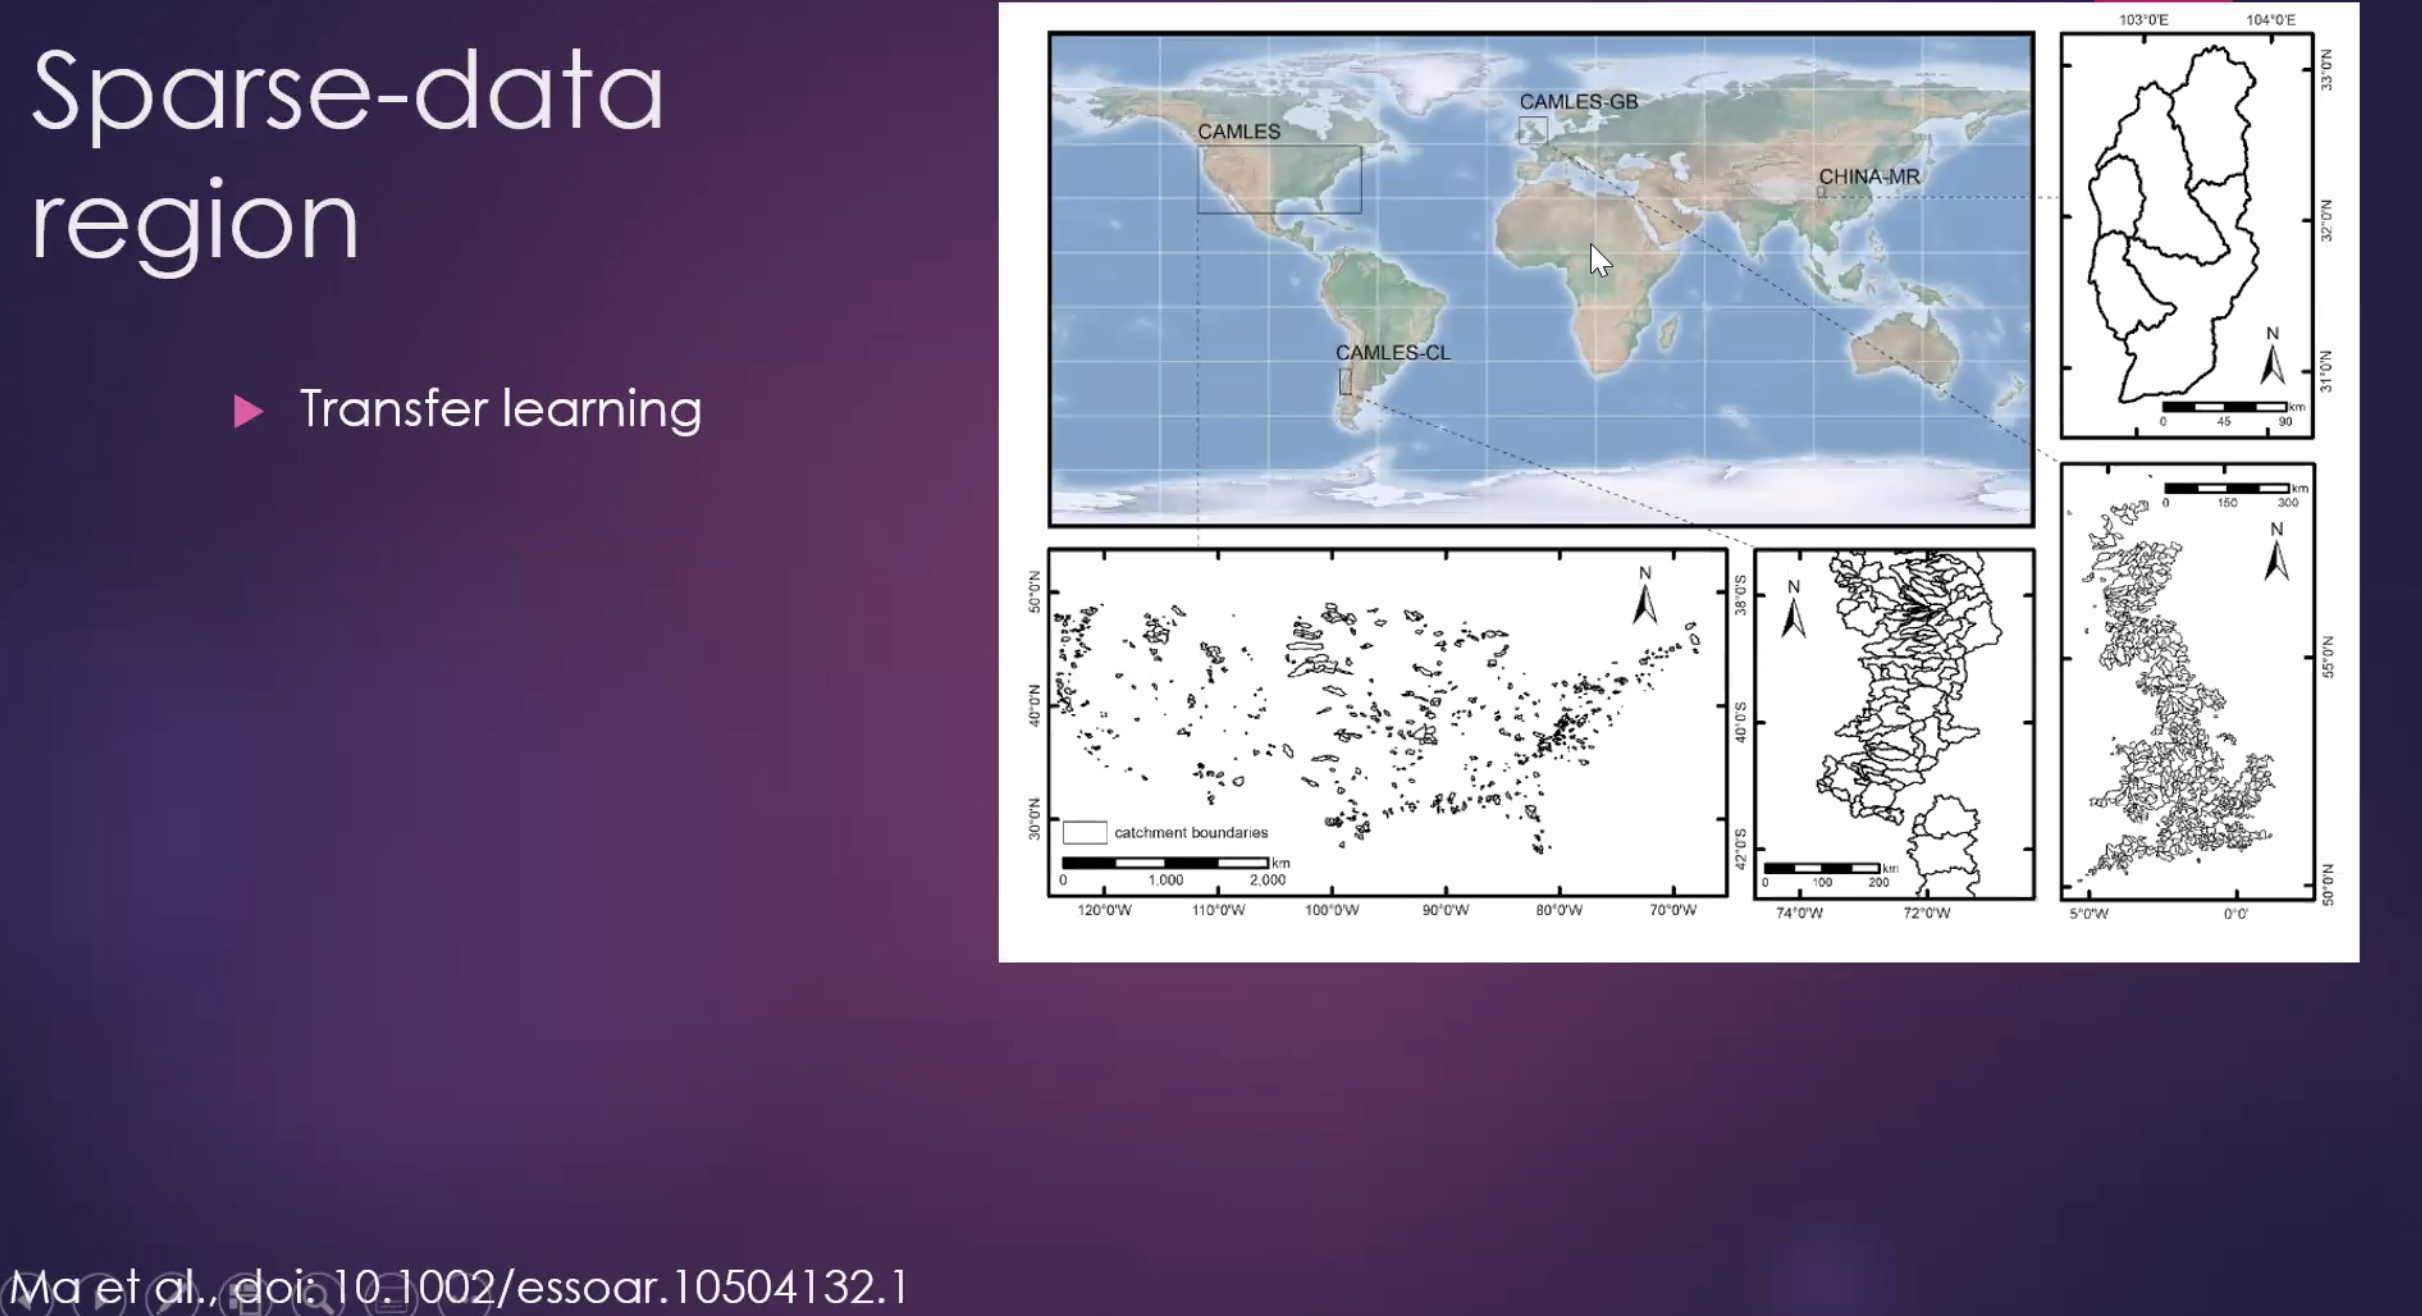 Sparse-data
region
Transfer learning
CAMLES
CAMLES-GB
CHINA-MR
CAMLES-CL
103°0'E 104°0'E
33°0'N
32°0'N
31°0'N
N
km
0 45 90
50°0'N
40°0'N
30°0'N
N
catchment boundaries
km
0 1,000 2,000
120°0'W 110°0'W 100°0'W 90°0'W 80°0'W 70°0'W
38°0'S
40°0'S
42°0'S
N
km
0 100 200
74°0'W 72°0'W
km
0 150 300
N
55°0'N
50°0'N
5°0'W 0°0'
Ma et al., doi: 10.1002/essoar.10504132.1